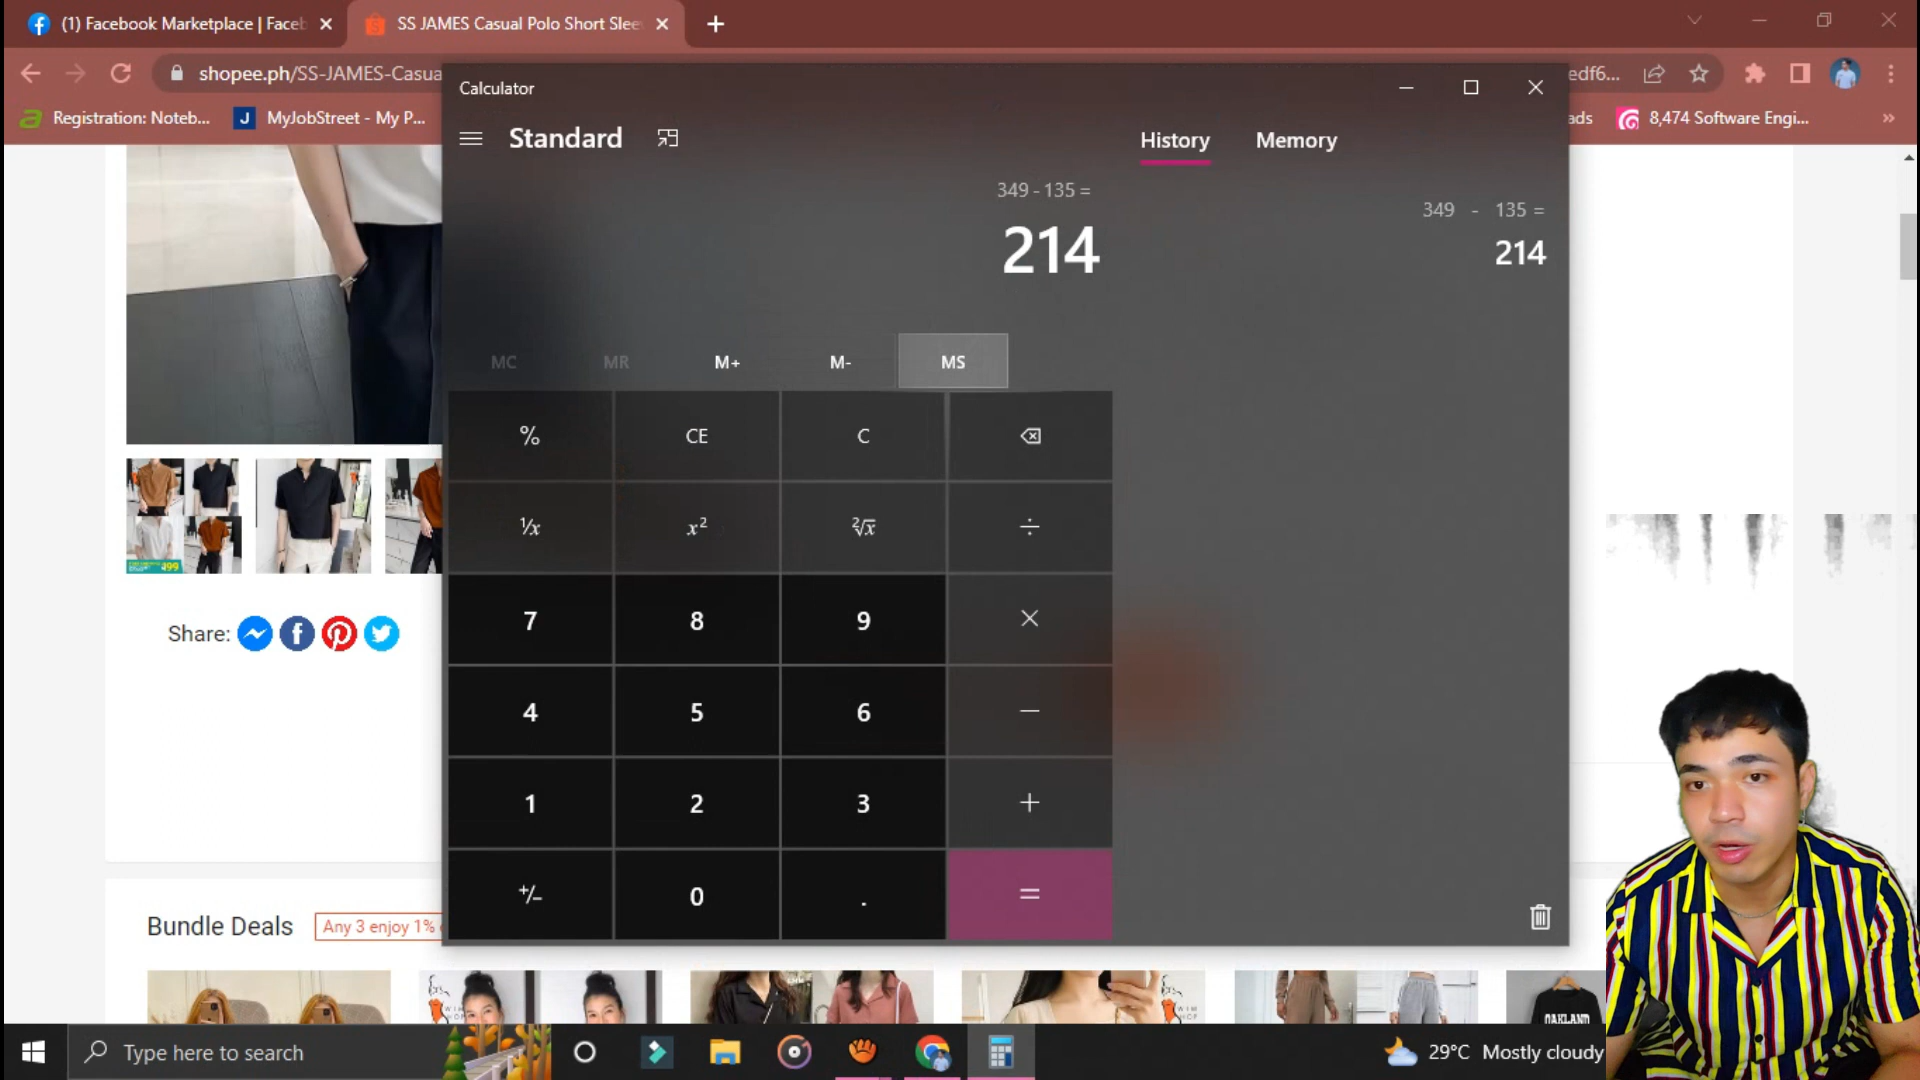 (1) Facebook Marketplace | Faceb
SS JAMES Casual Polo Short Slee
shopee.ph/SS-JAMES-Casua
edf6...
Registration: Noteb...
MyJobStreet - My P...
ads
8,474 Software Engi...
Calculator
Standard
History
Memory
349 - 135 =
214
349 - 135 =
214
MC
MR
M+
M-
MS
%
CE
C
⅟x
x²
²√x
÷
7
8
9
×
4
5
6
−
1
2
3
+
+/−
0
.
=
Share:
Bundle Deals
Any 3 enjoy 1%
OAKLAND
Type here to search
29°C Mostly cloudy